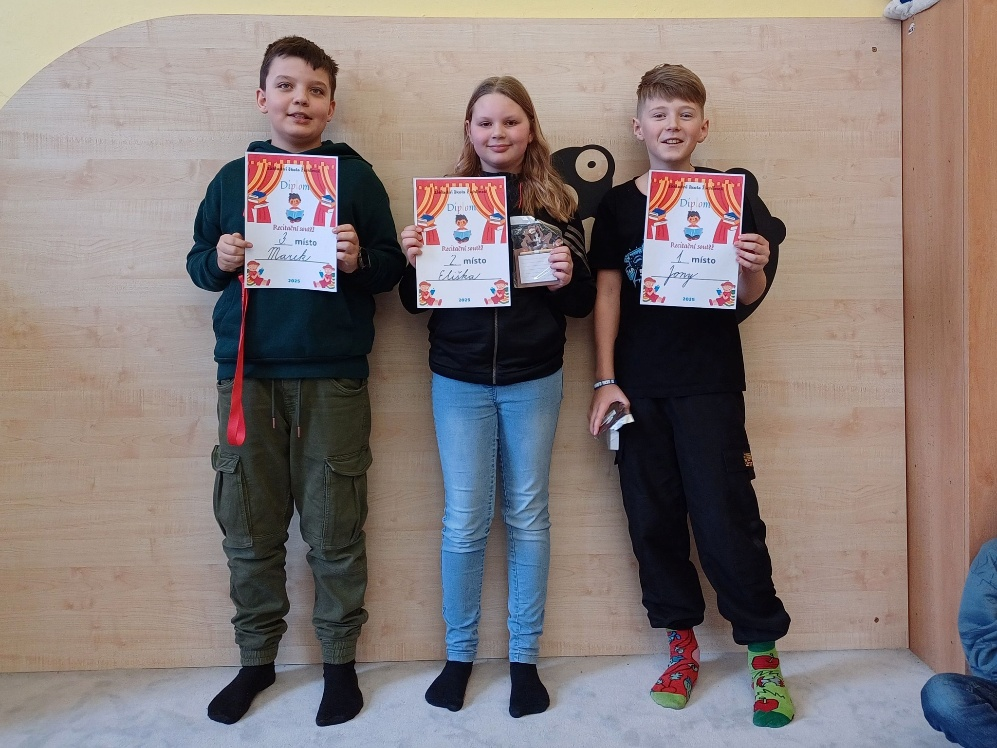 Diplom
Recitační soutěž
3 místo
Marek
2025
Diplom
Recitační soutěž
2 místo
Eliška
2025
Diplom
Recitační soutěž
1 místo
Jony
2025